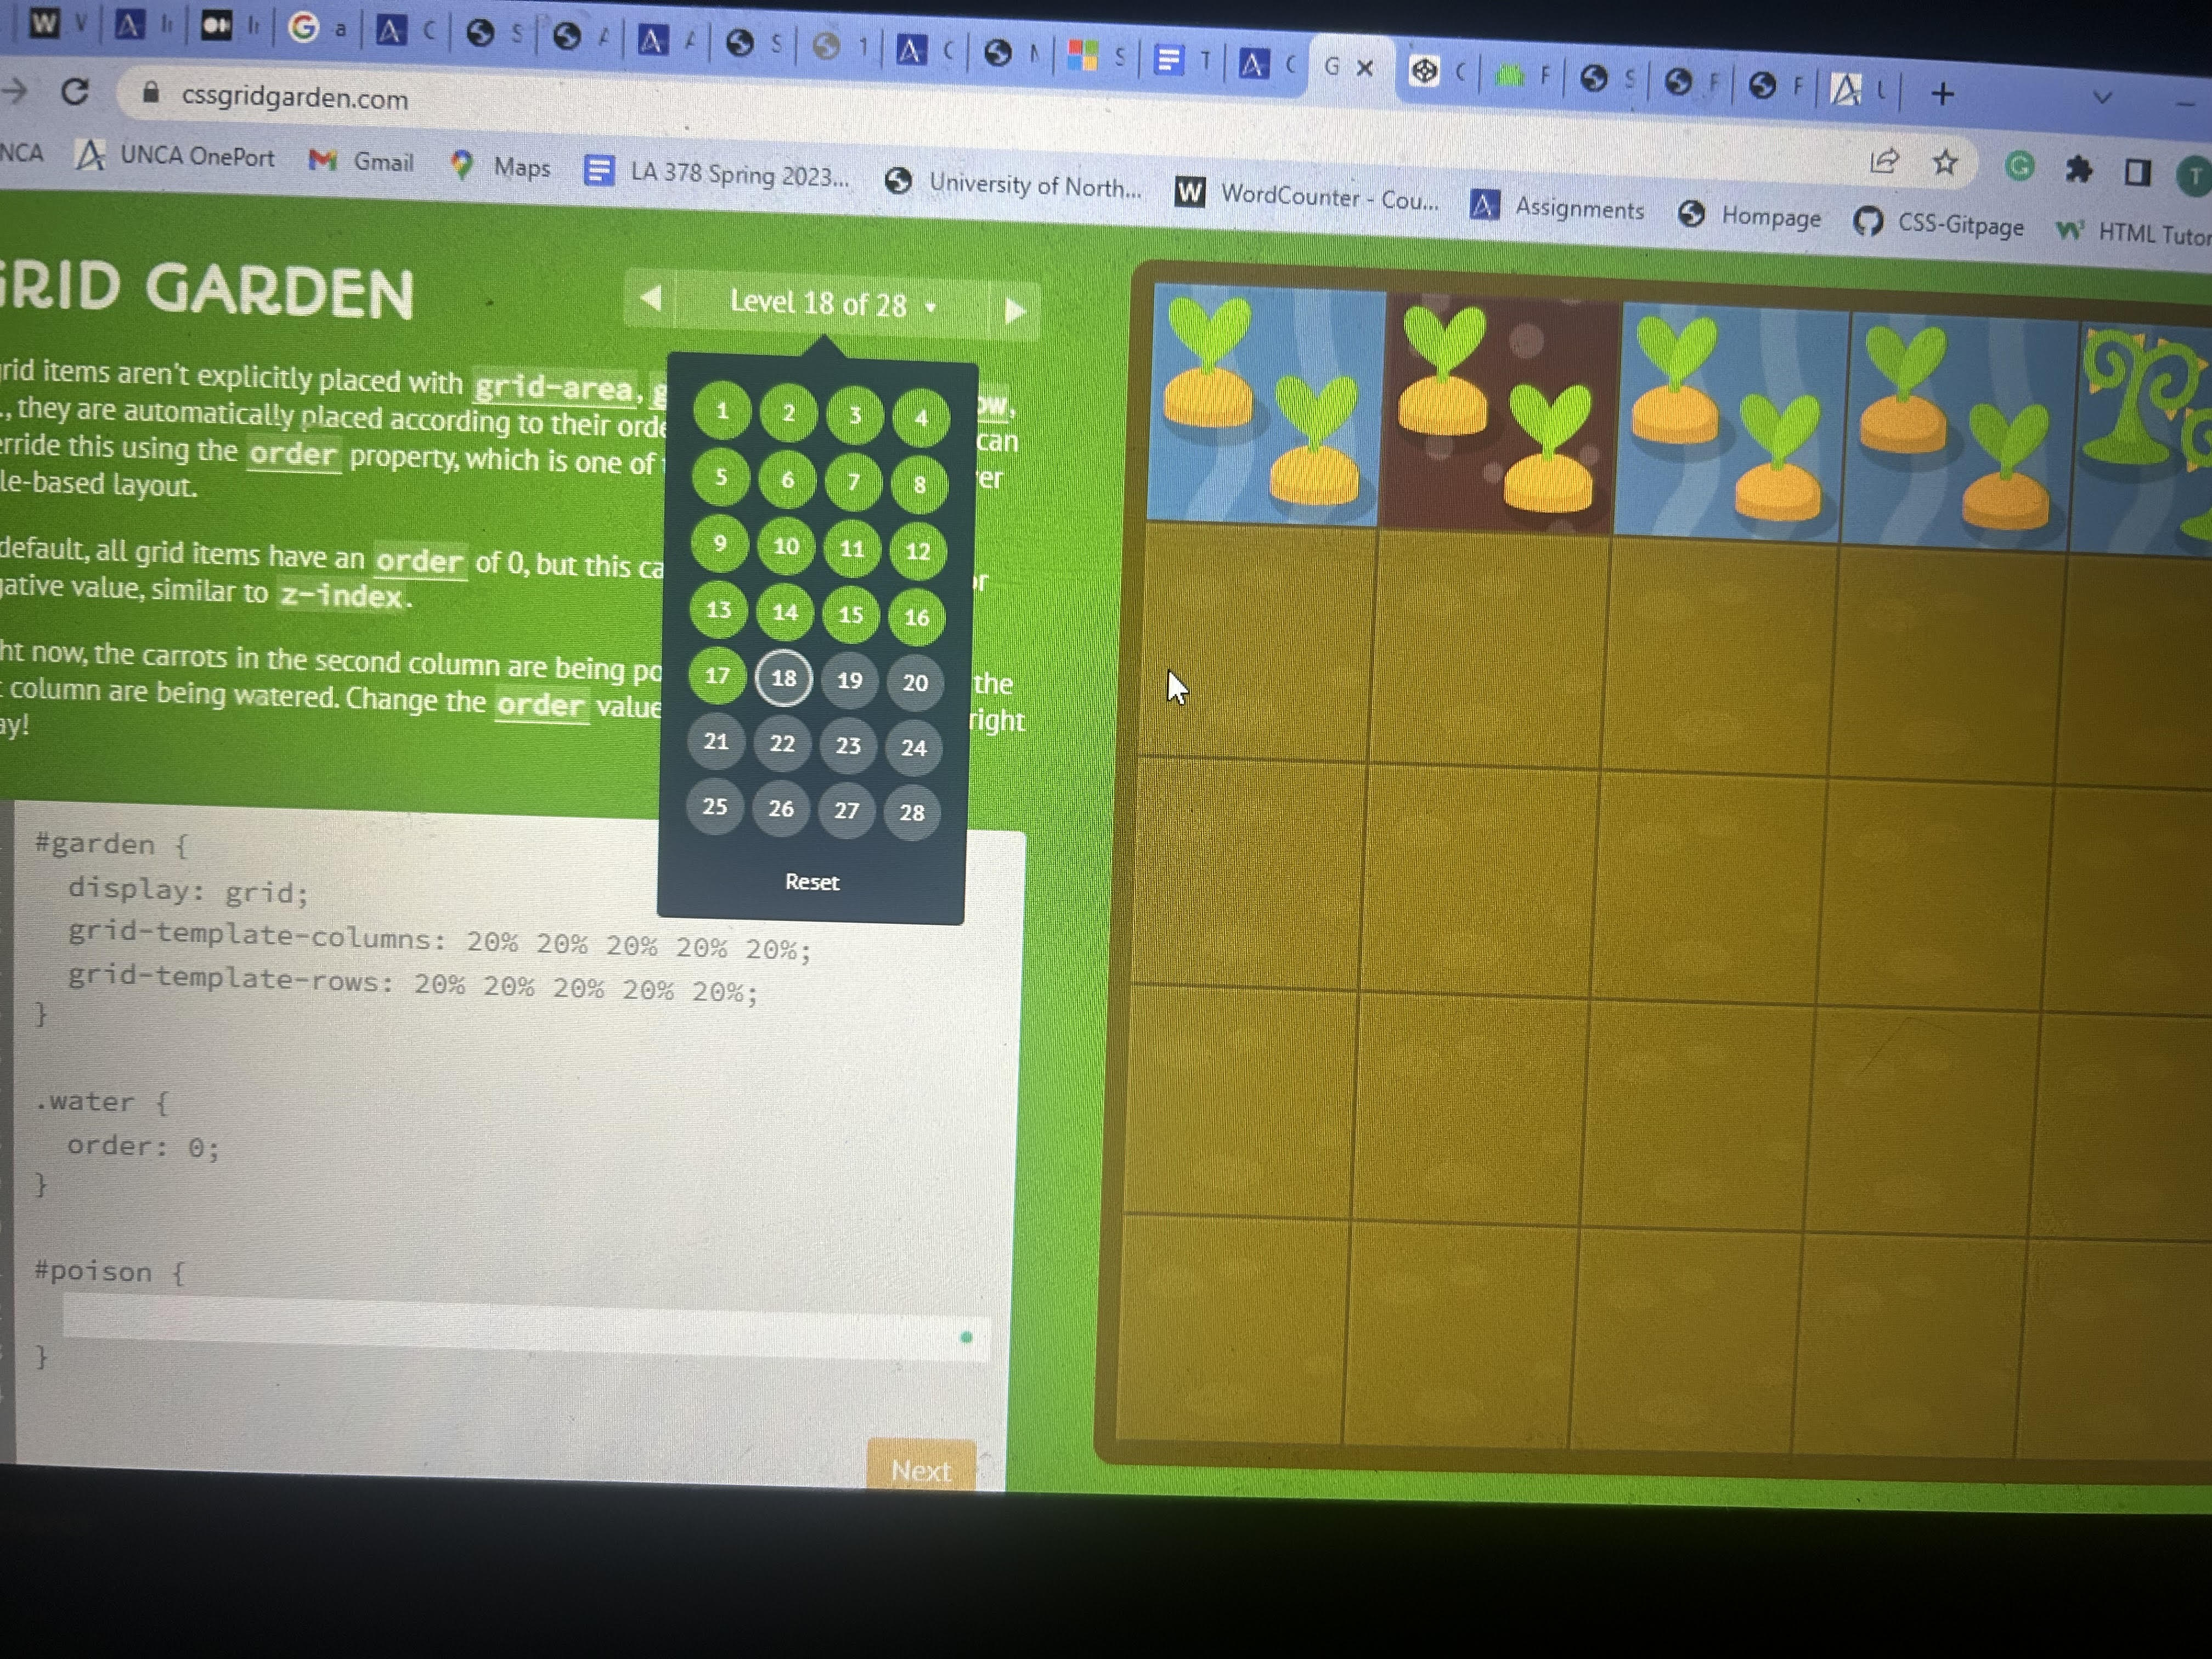 W V In In G a A C S A A A S 1 A C N S T A C G × C F S F F L +
cssgridgarden.com
NCA UNCA OnePort Gmail Maps LA 378 Spring 2023... University of North... W WordCounter - Cou... Assignments Hompage CSS-Gitpage HTML Tutor
G T
GRID GARDEN
Level 18 of 28
rid items aren't explicitly placed with grid-area, g ow,
., they are automatically placed according to their orde can
erride this using the order property, which is one of er
le-based layout.
default, all grid items have an order of 0, but this ca or
gative value, similar to z-index.
ht now, the carrots in the second column are being po the
t column are being watered. Change the order value right
ay!
1 2 3 4
5 6 7 8
9 10 11 12
13 14 15 16
17 18 19 20
21 22 23 24
25 26 27 28
Reset
#garden {
display: grid;
grid-template-columns: 20% 20% 20% 20% 20%;
grid-template-rows: 20% 20% 20% 20% 20%;
}
.water {
order: 0;
}
#poison {
}
Next